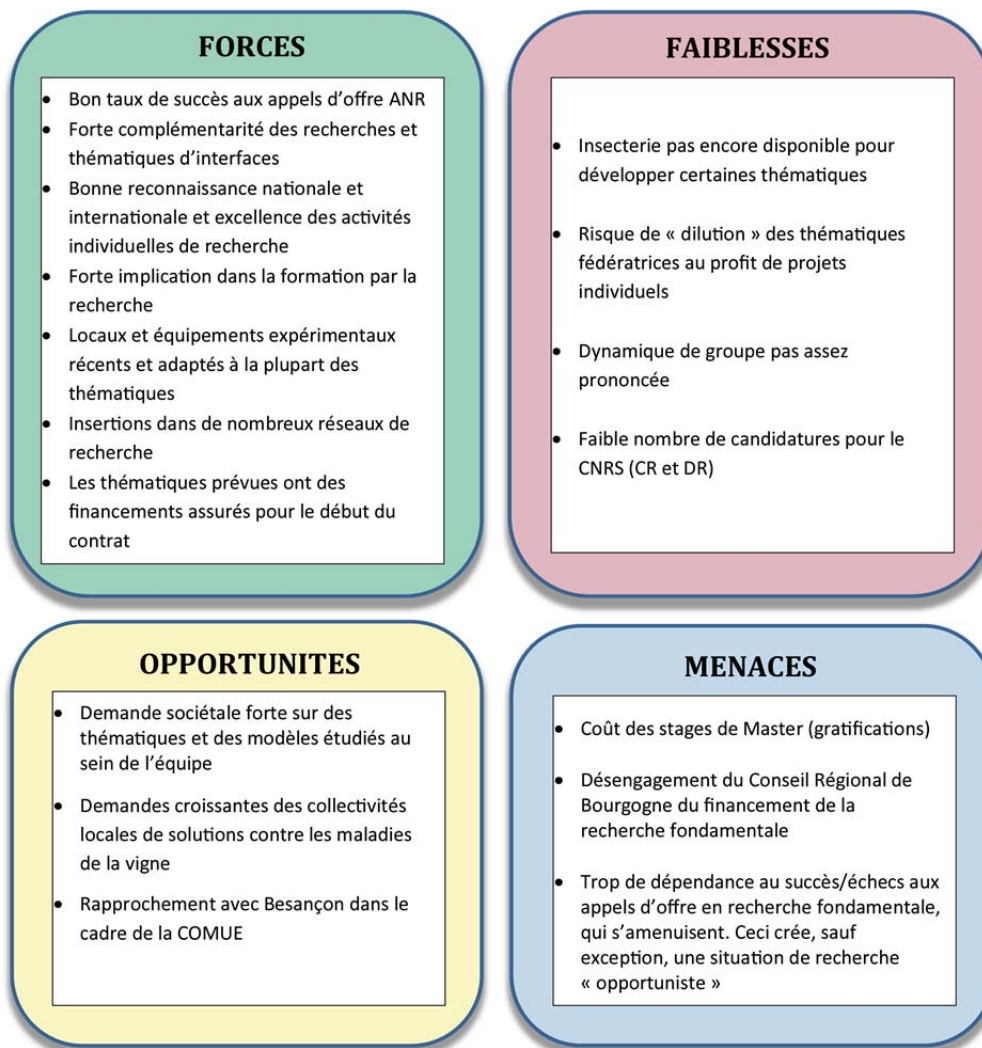 FORCES
• Bon taux de succès aux appels d’offre ANR
• Forte complémentarité des recherches et
thématiques d’interfaces
• Bonne reconnaissance nationale et
internationale et excellence des activités
individuelles de recherche
• Forte implication dans la formation par la
recherche
• Locaux et équipements expérimentaux
récents et adaptés à la plupart des
thématiques
• Insertions dans de nombreux réseaux de
recherche
• Les thématiques prévues ont des
financements assurés pour le début du
contrat
FAIBLESSES
• Insecterie pas encore disponible pour
développer certaines thématiques
• Risque de « dilution » des thématiques
fédératrices au profit de projets
individuels
• Dynamique de groupe pas assez
prononcée
• Faible nombre de candidatures pour le
CNRS (CR et DR)
OPPORTUNITES
• Demande sociétale forte sur des
thématiques et des modèles étudiés au
sein de l’équipe
• Demandes croissantes des collectivités
locales de solutions contre les maladies
de la vigne
• Rapprochement avec Besançon dans le
cadre de la COMUE
MENACES
• Coût des stages de Master (gratifications)
• Désengagement du Conseil Régional de
Bourgogne du financement de la
recherche fondamentale
• Trop de dépendance au succès/échecs aux
appels d’offre en recherche fondamentale,
qui s’amenuisent. Ceci crée, sauf
exception, une situation de recherche
« opportuniste »